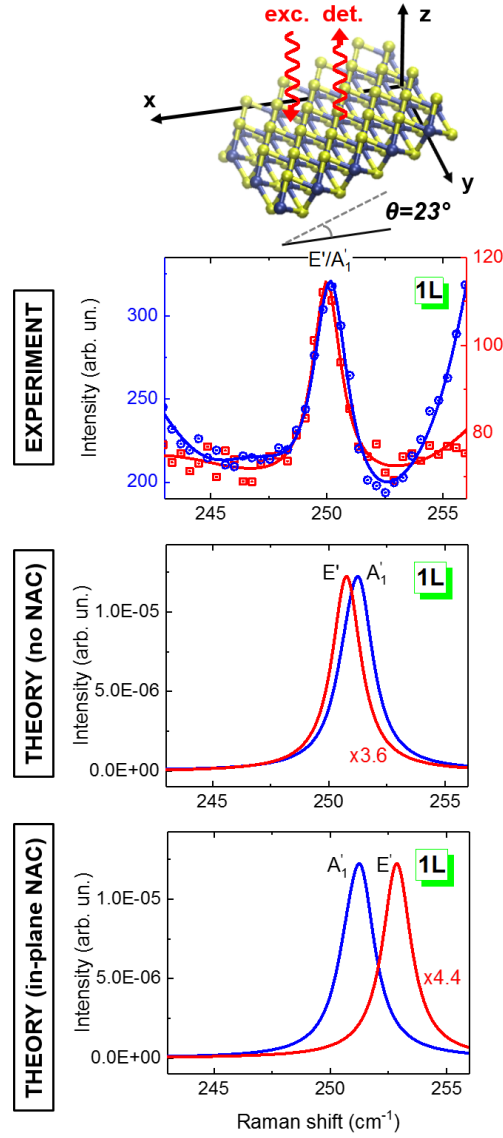 exc. det.
z
x
y
θ=23°
EXPERIMENT
E'/A'₁
1L
Intensity (arb. un.)
300
250
200
120
100
80
245
250
255
THEORY (no NAC)
E' A'₁
1L
Intensity (arb. un.)
1.0E-05
5.0E-06
0.0E+00
x3.6
245
250
255
THEORY (in-plane NAC)
A'₁ E'
1L
Intensity (arb. un.)
1.0E-05
5.0E-06
0.0E+00
x4.4
245
250
255
Raman shift (cm⁻¹)